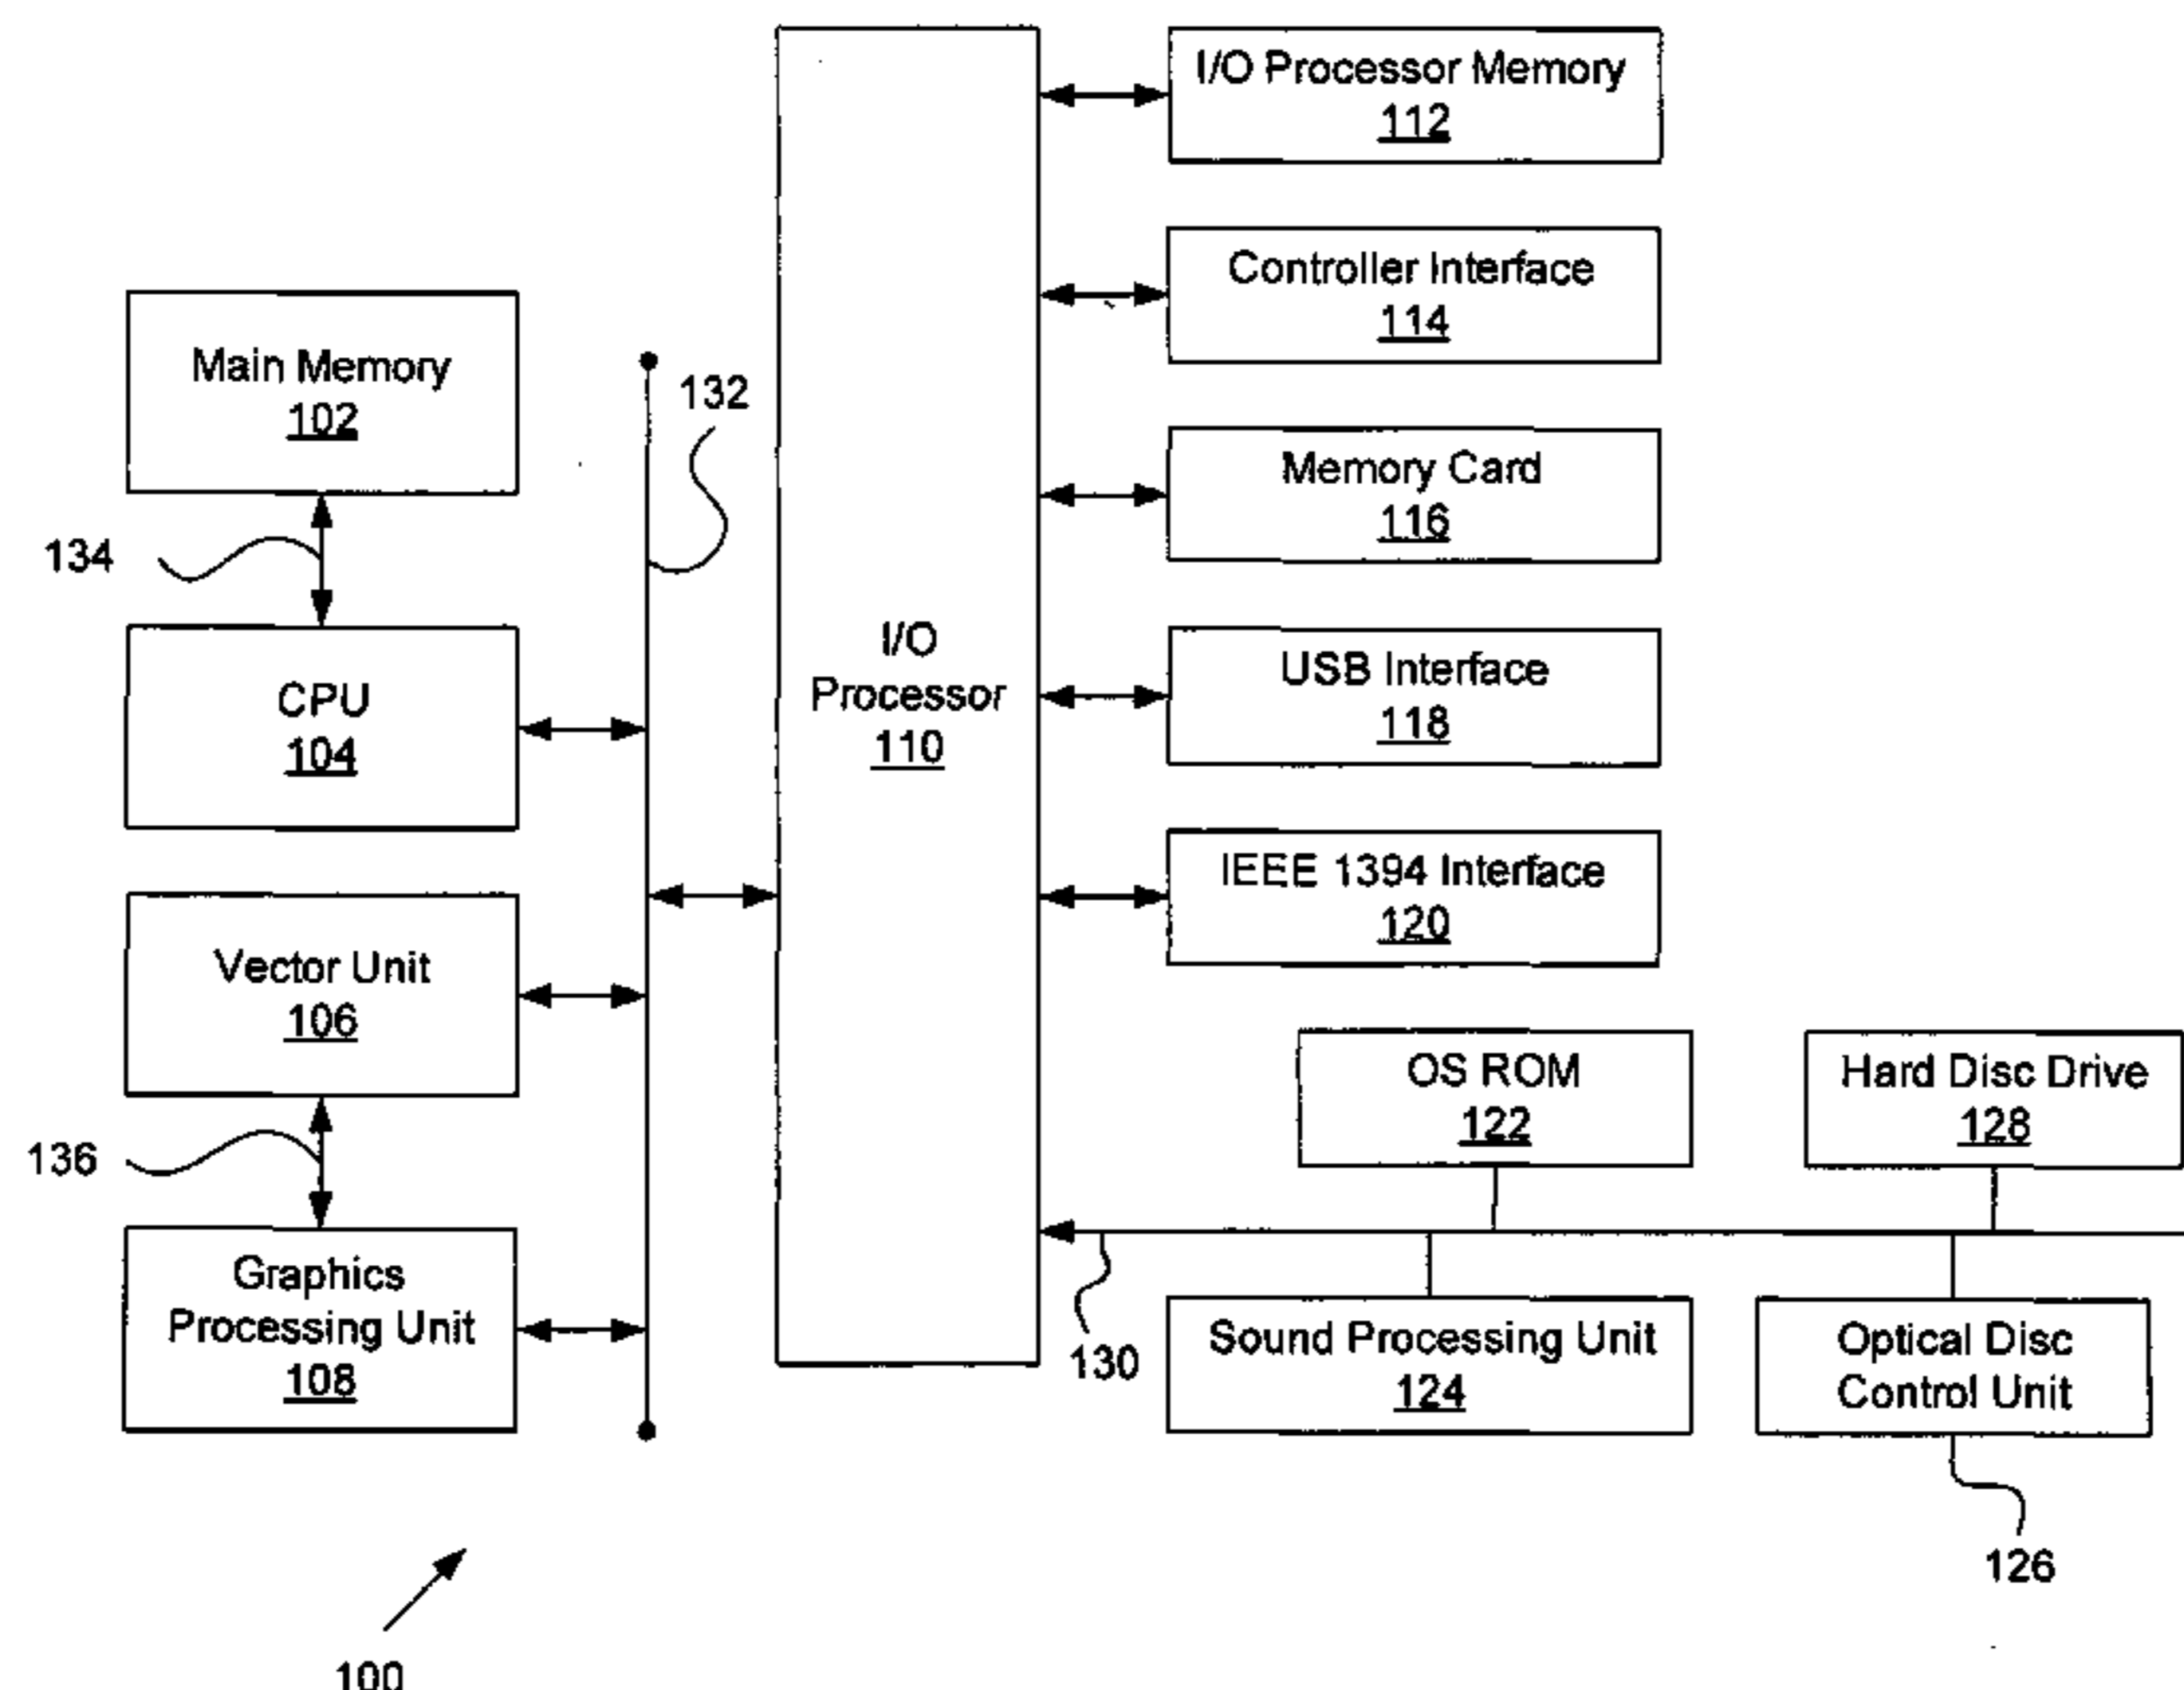 I/O Processor Memory
112
Controller Interface
114
Main Memory
102
132
Memory Card
116
134
I/O
Processor
110
USB Interface
118
CPU
104
IEEE 1394 Interface
120
Vector Unit
106
OS ROM
122
Hard Disc Drive
128
136
Graphics
Processing Unit
108
130
Sound Processing Unit
124
Optical Disc
Control Unit
126
100